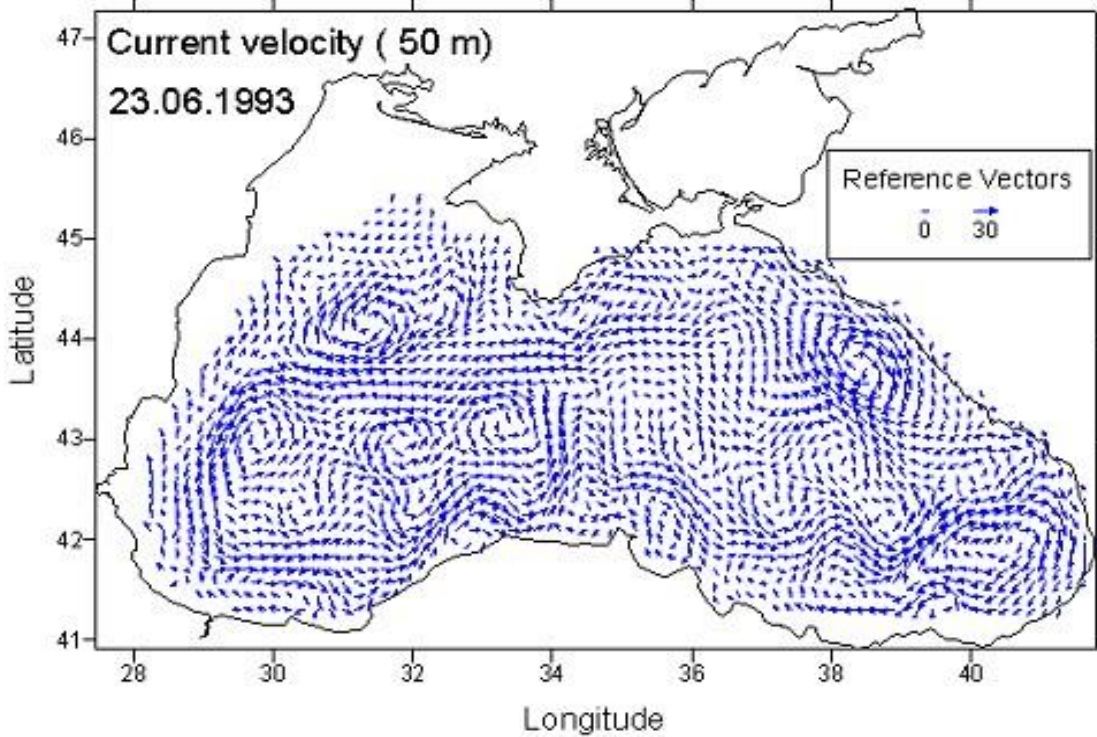 Current velocity ( 50 m)
23.06.1993
Reference Vectors
0 30
47
46
45
44
43
42
41
Latitude
28 30 32 34 36 38 40
Longitude